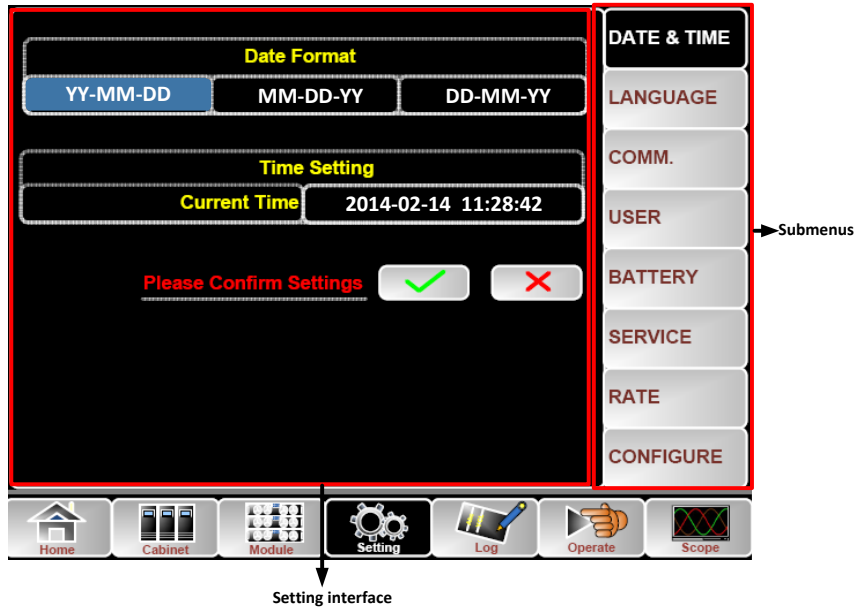 Date Format
YY-MM-DD MM-DD-YY DD-MM-YY
Time Setting
Current Time 2014-02-14 11:28:42
Please Confirm Settings
DATE & TIME
LANGUAGE
COMM.
USER
BATTERY
SERVICE
RATE
CONFIGURE
Submenus
Home Cabinet Module Setting Log Operate Scope
Setting interface